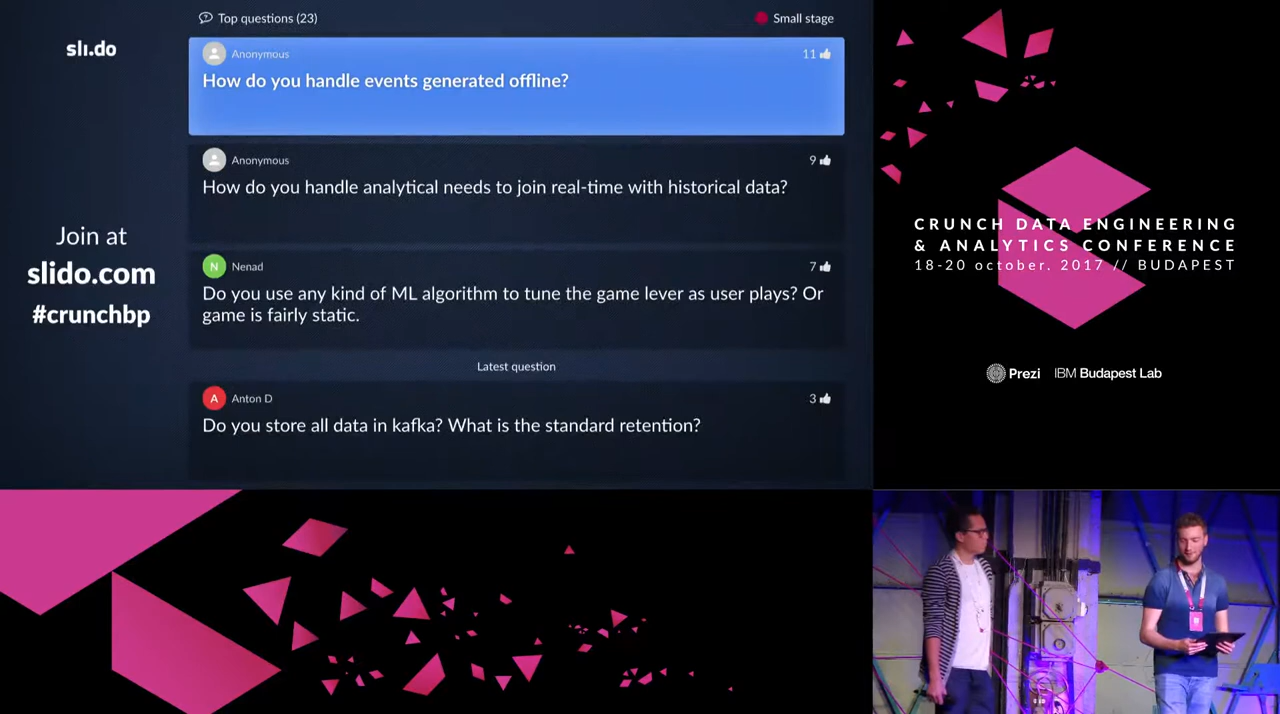 Top questions (23)
Small stage
sli.do
Anonymous
11
How do you handle events generated offline?
Anonymous
9
How do you handle analytical needs to join real-time with historical data?
N
Nenad
7
Do you use any kind of ML algorithm to tune the game lever as user plays? Or
game is fairly static.
Latest question
A
Anton D
3
Do you store all data in kafka? What is the standard retention?
Join at
slido.com
#crunchbp
CRUNCH DATA ENGINEERING
& ANALYTICS CONFERENCE
18-20 october. 2017 // BUDAPEST
Prezi
IBM Budapest Lab